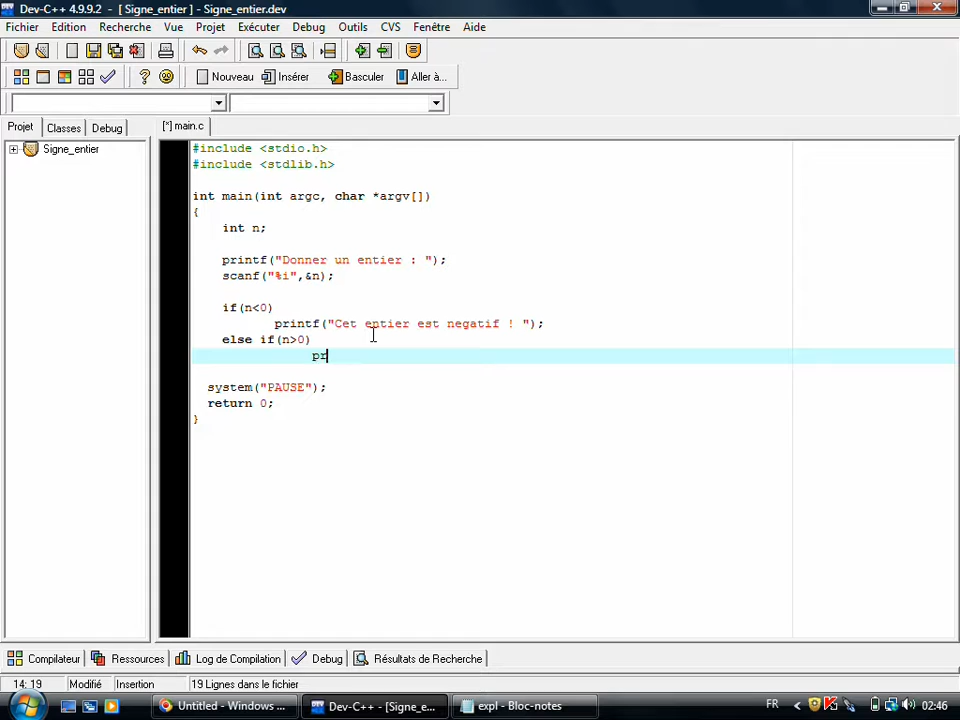 Dev-C++ 4.9.9.2 - [ Signe_entier ] - Signe_entier.dev
Fichier Edition Recherche Vue Projet Exécuter Debug Outils CVS Fenêtre Aide
Nouveau Insérer Basculer Aller à...
Projet Classes Debug [*] main.c
Signe_entier
#include <stdio.h>
#include <stdlib.h>
int main(int argc, char *argv[])
{
int n;
printf("Donner un entier : ");
scanf("%i",&n);
if(n<0)
printf("Cet entier est negatif ! ");
else if(n>0)
pr
system("PAUSE");
return 0;
}
Compilateur Ressources Log de Compilation Debug Résultats de Recherche
14: 19 Modifié Insertion 19 Lignes dans le fichier
Untitled - Windows ... Dev-C++ - [Signe_e... expl - Bloc-notes FR 02:46